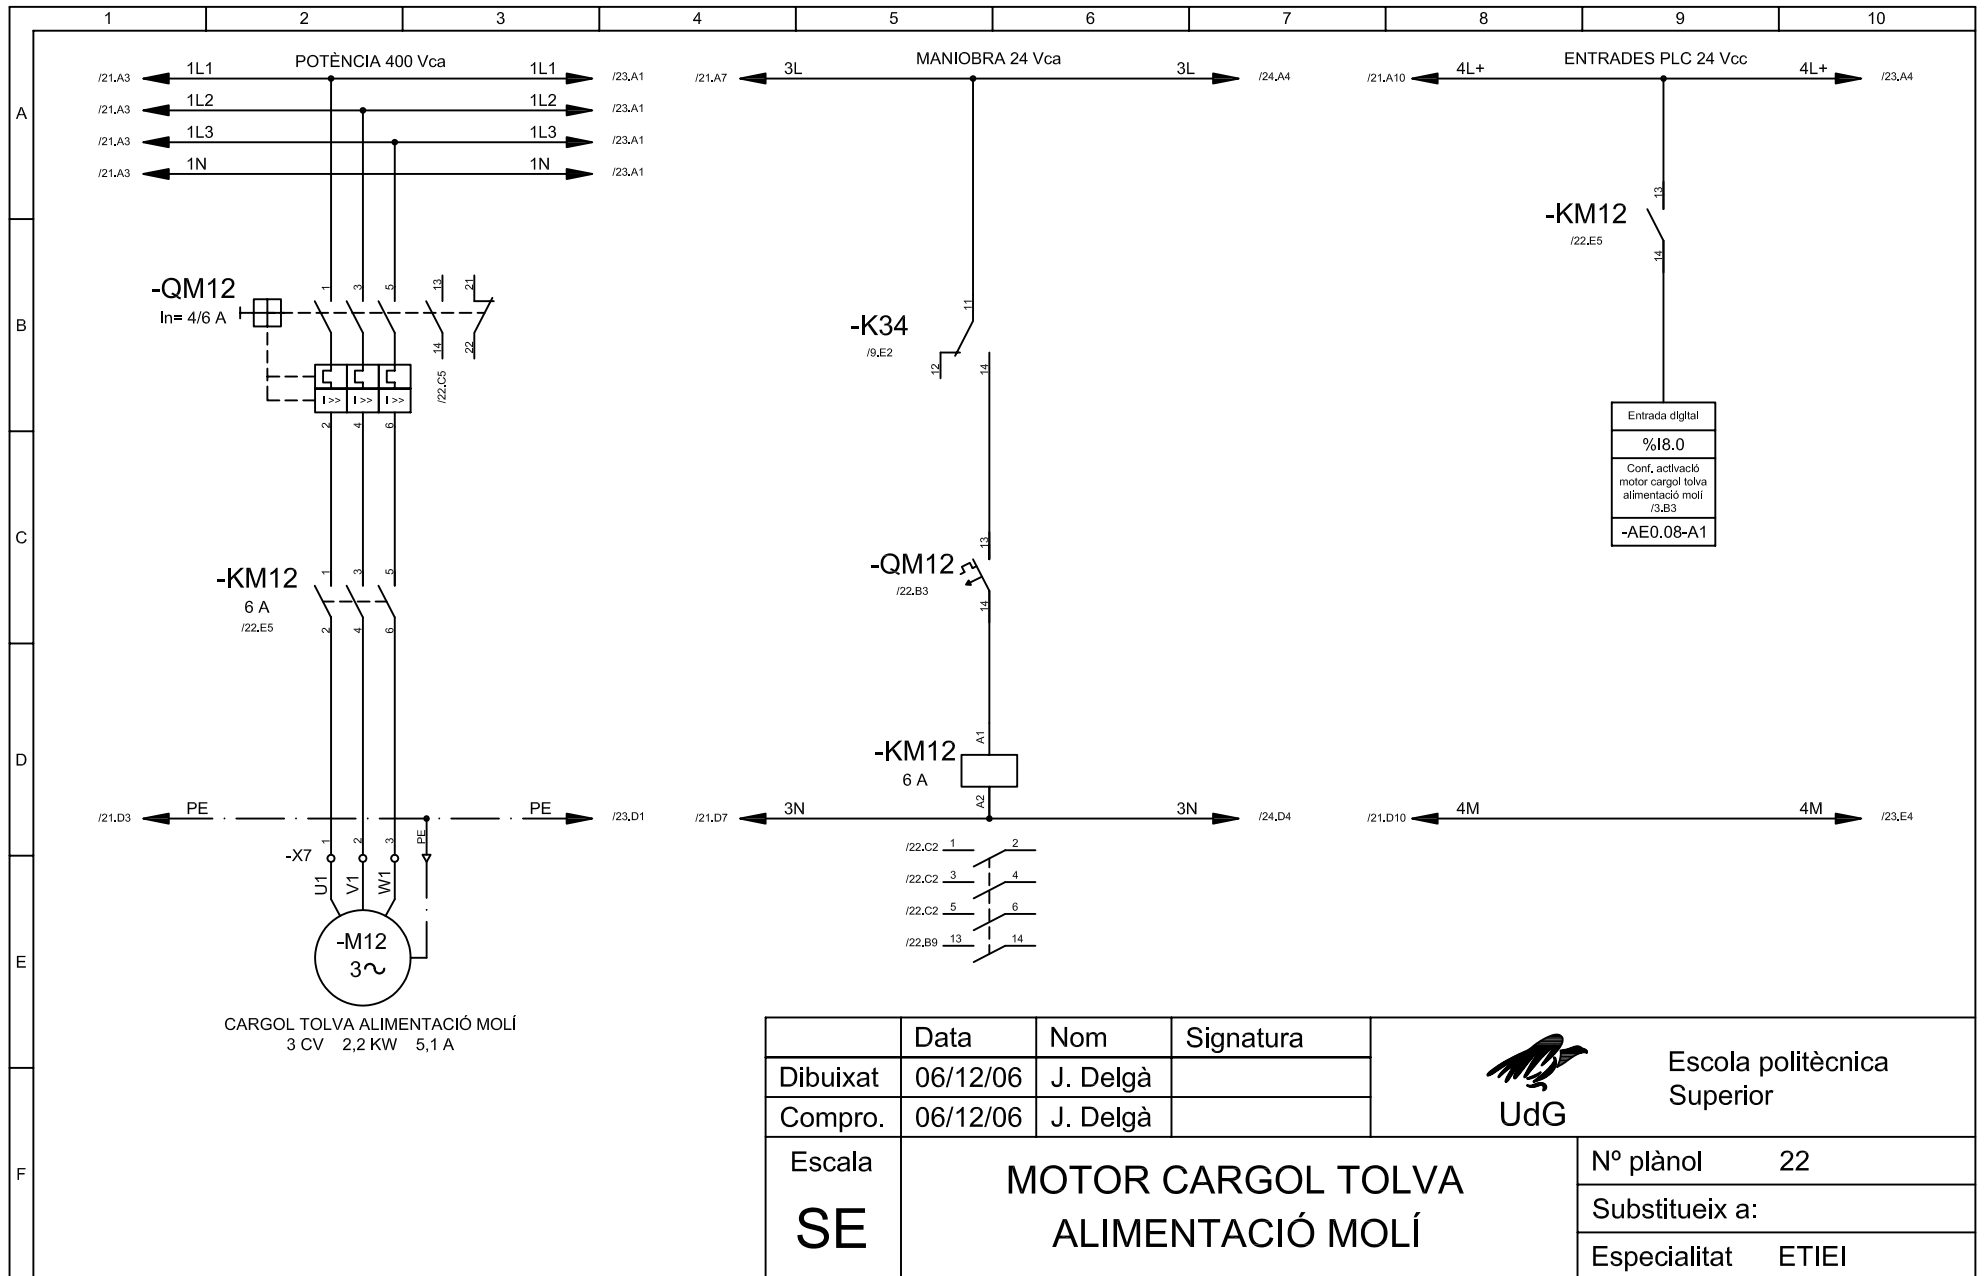 1 2 3 4 5 6 7 8 9 10
A
B
C
D
E
F
POTÈNCIA 400 Vca
/21.A3 1L1 1L1 /23.A1
/21.A3 1L2 1L2 /23.A1
/21.A3 1L3 1L3 /23.A1
/21.A3 1N 1N /23.A1
-QM12
In= 4/6 A
1 3 5 13 21
14 22
/22.C5
I >> I >> I >>
2 4 6
-KM12
6 A
/22.E5
1 3 5
2 4 6
/21.D3 PE PE /23.D1
-X7 1 2 3 PE
U1 V1 W1
-M12
3~
CARGOL TOLVA ALIMENTACIÓ MOLÍ
3 CV 2,2 KW 5,1 A
MANIOBRA 24 Vca
/21.A7 3L 3L /24.A4
-K34
/9.E2
11
12 14
-QM12
/22.B3
13
14
-KM12
6 A
A1
A2
/21.D7 3N 3N /24.D4
/22.C2 1 2
/22.C2 3 4
/22.C2 5 6
/22.B9 13 14
ENTRADES PLC 24 Vcc
/21.A10 4L+ 4L+ /23.A4
-KM12
/22.E5
13
14
Entrada digital
%I8.0
Conf. activació
motor cargol tolva
alimentació molí
/3.B3
-AE0.08-A1
/21.D10 4M 4M /23.E4
Data Nom Signatura
Dibuixat 06/12/06 J. Delgà
Compro. 06/12/06 J. Delgà
UdG
Escola politècnica
Superior
Escala
SE
MOTOR CARGOL TOLVA
ALIMENTACIÓ MOLÍ
Nº plànol 22
Substitueix a:
Especialitat ETIEI